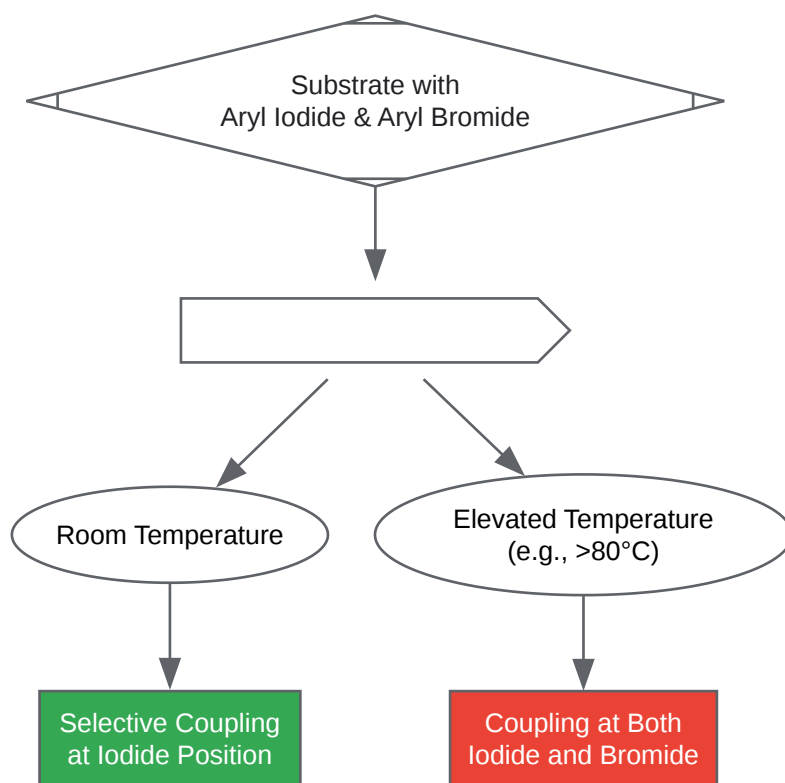 Substrate with
Aryl Iodide & Aryl Bromide
Room Temperature
Elevated Temperature
(e.g., >80°C)
Selective Coupling
at Iodide Position
Coupling at Both
Iodide and Bromide